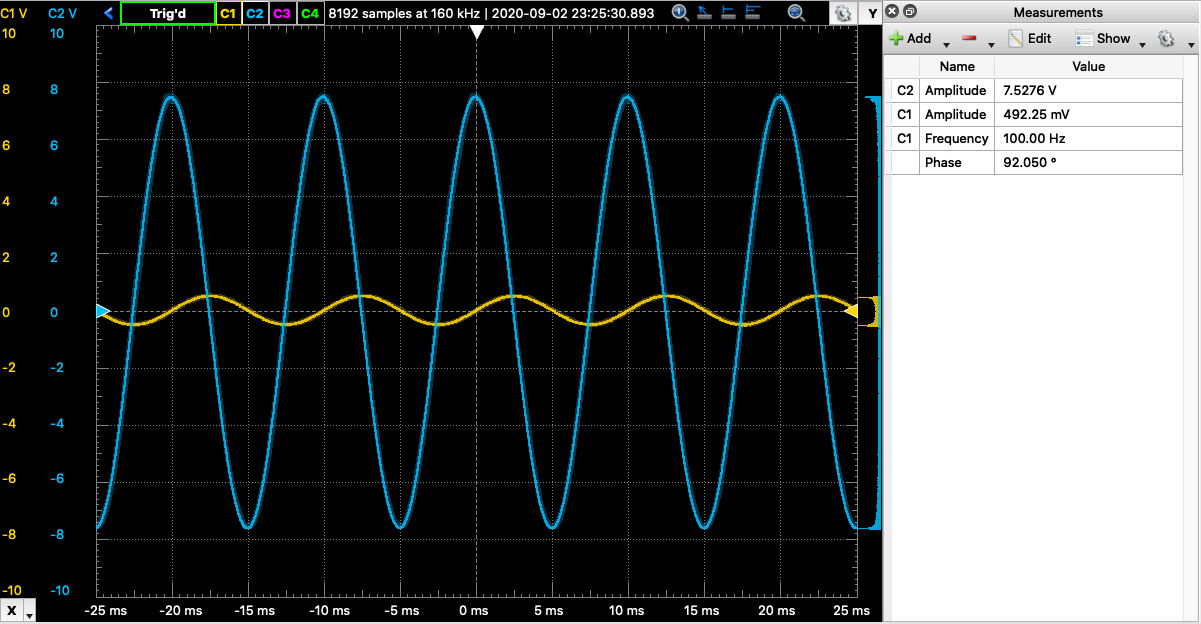 C1 V C2 V Trig'd C1 C2 C3 C4 8192 samples at 160 kHz | 2020-09-02 23:25:30.893 Y
Measurements
Add Edit Show
Name Value
C2 Amplitude 7.5276 V
C1 Amplitude 492.25 mV
C1 Frequency 100.00 Hz
Phase 92.050 °
10 10
8 8
6 6
4 4
2 2
0 0
-2 -2
-4 -4
-6 -6
-8 -8
-10 -10
X -25 ms -20 ms -15 ms -10 ms -5 ms 0 ms 5 ms 10 ms 15 ms 20 ms 25 ms